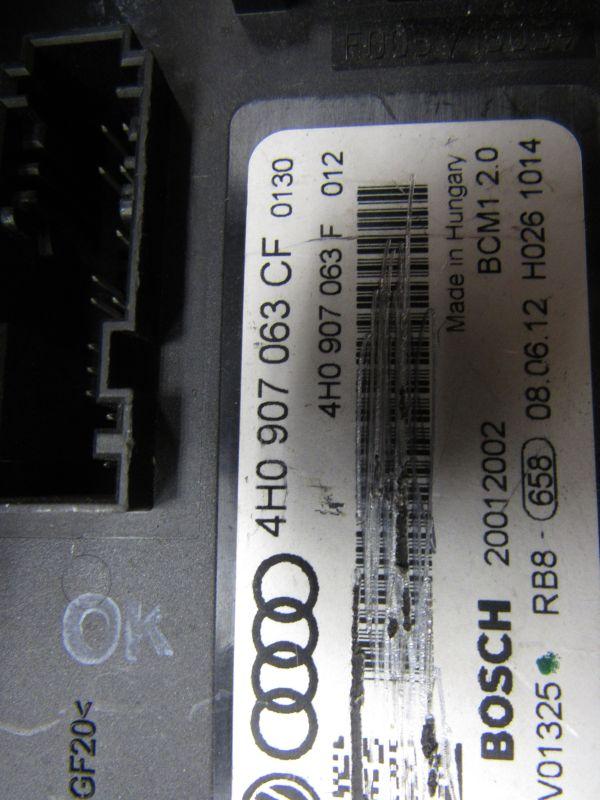 4H0 907 063 CF 0130
4H0 907 063 F 012
Made in Hungary
BCM1 2.0
BOSCH 20012002
V01325 RB8 - 658 08.06.12 H026 1014
OK
GF20<